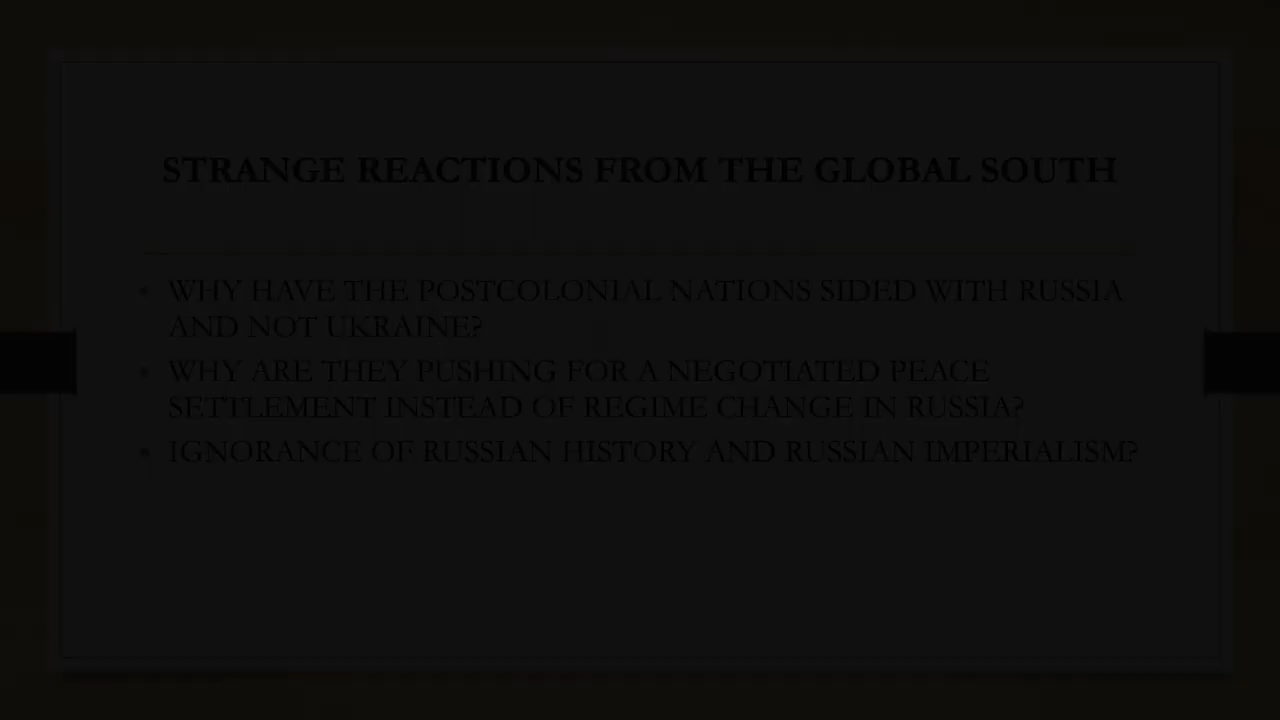 STRANGE REACTIONS FROM THE GLOBAL SOUTH
• WHY HAVE THE POSTCOLONIAL NATIONS SIDED WITH RUSSIA
AND NOT UKRAINE?
• WHY ARE THEY PUSHING FOR A NEGOTIATED PEACE
SETTLEMENT INSTEAD OF REGIME CHANGE IN RUSSIA?
• IGNORANCE OF RUSSIAN HISTORY AND RUSSIAN IMPERIALISM?